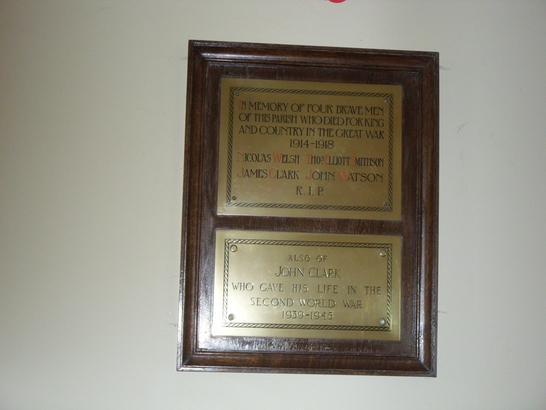 IN MEMORY OF FOUR BRAVE MEN
OF THIS PARISH WHO DIED FOR KING
AND COUNTRY IN THE GREAT WAR
1914-1918
NICOLAS WELSH THOS ELLIOTT SMITHSON
JAMES CLARK JOHN WATSON
R.I.P.
ALSO OF
JOHN CLARK
WHO GAVE HIS LIFE IN THE
SECOND WORLD WAR
1939-1945